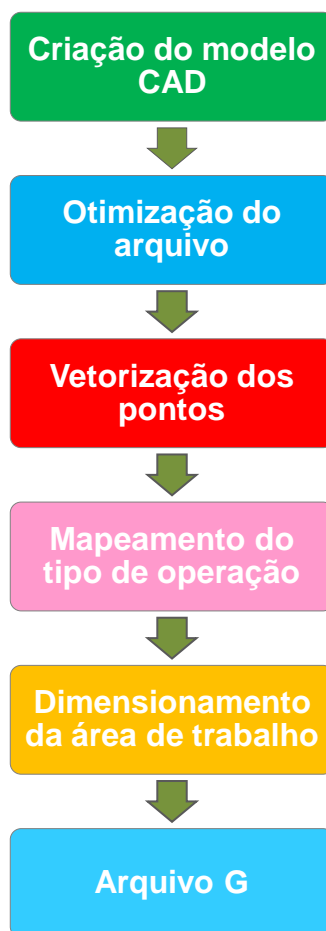 Criação do modelo
CAD
Otimização do
arquivo
Vetorização dos
pontos
Mapeamento do
tipo de operação
Dimensionamento
da área de trabalho
Arquivo G